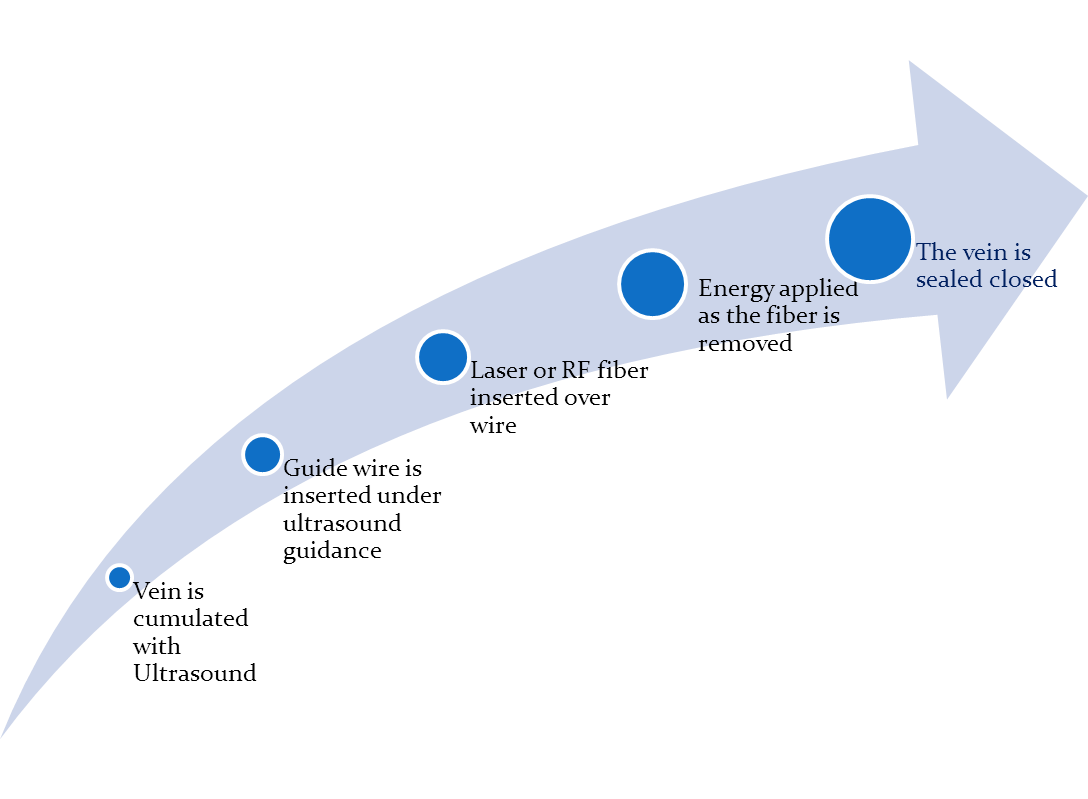 Vein is
cumulated
with
Ultrasound
Guide wire is
inserted under
ultrasound
guidance
Laser or RF fiber
inserted over
wire
Energy applied
as the fiber is
removed
The vein is
sealed closed